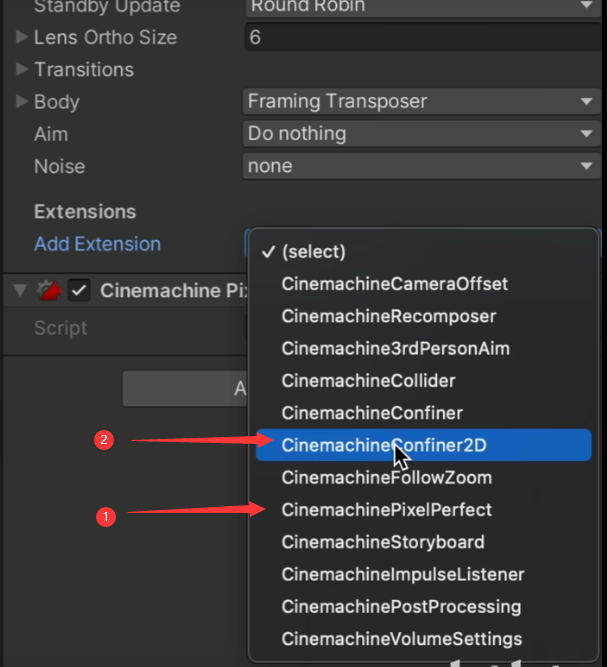 Standby Update
Round Robin
Lens Ortho Size
6
Transitions
Body
Framing Transposer
Aim
Do nothing
Noise
none
Extensions
Add Extension
✓ (select)
CinemachineCameraOffset
Cinemachine Pi
CinemachineRecomposer
Script
Cinemachine3rdPersonAim
CinemachineCollider
A
CinemachineConfiner
2
CinemachineConfiner2D
CinemachineFollowZoom
1
CinemachinePixelPerfect
CinemachineStoryboard
CinemachineImpulseListener
CinemachinePostProcessing
CinemachineVolumeSettings